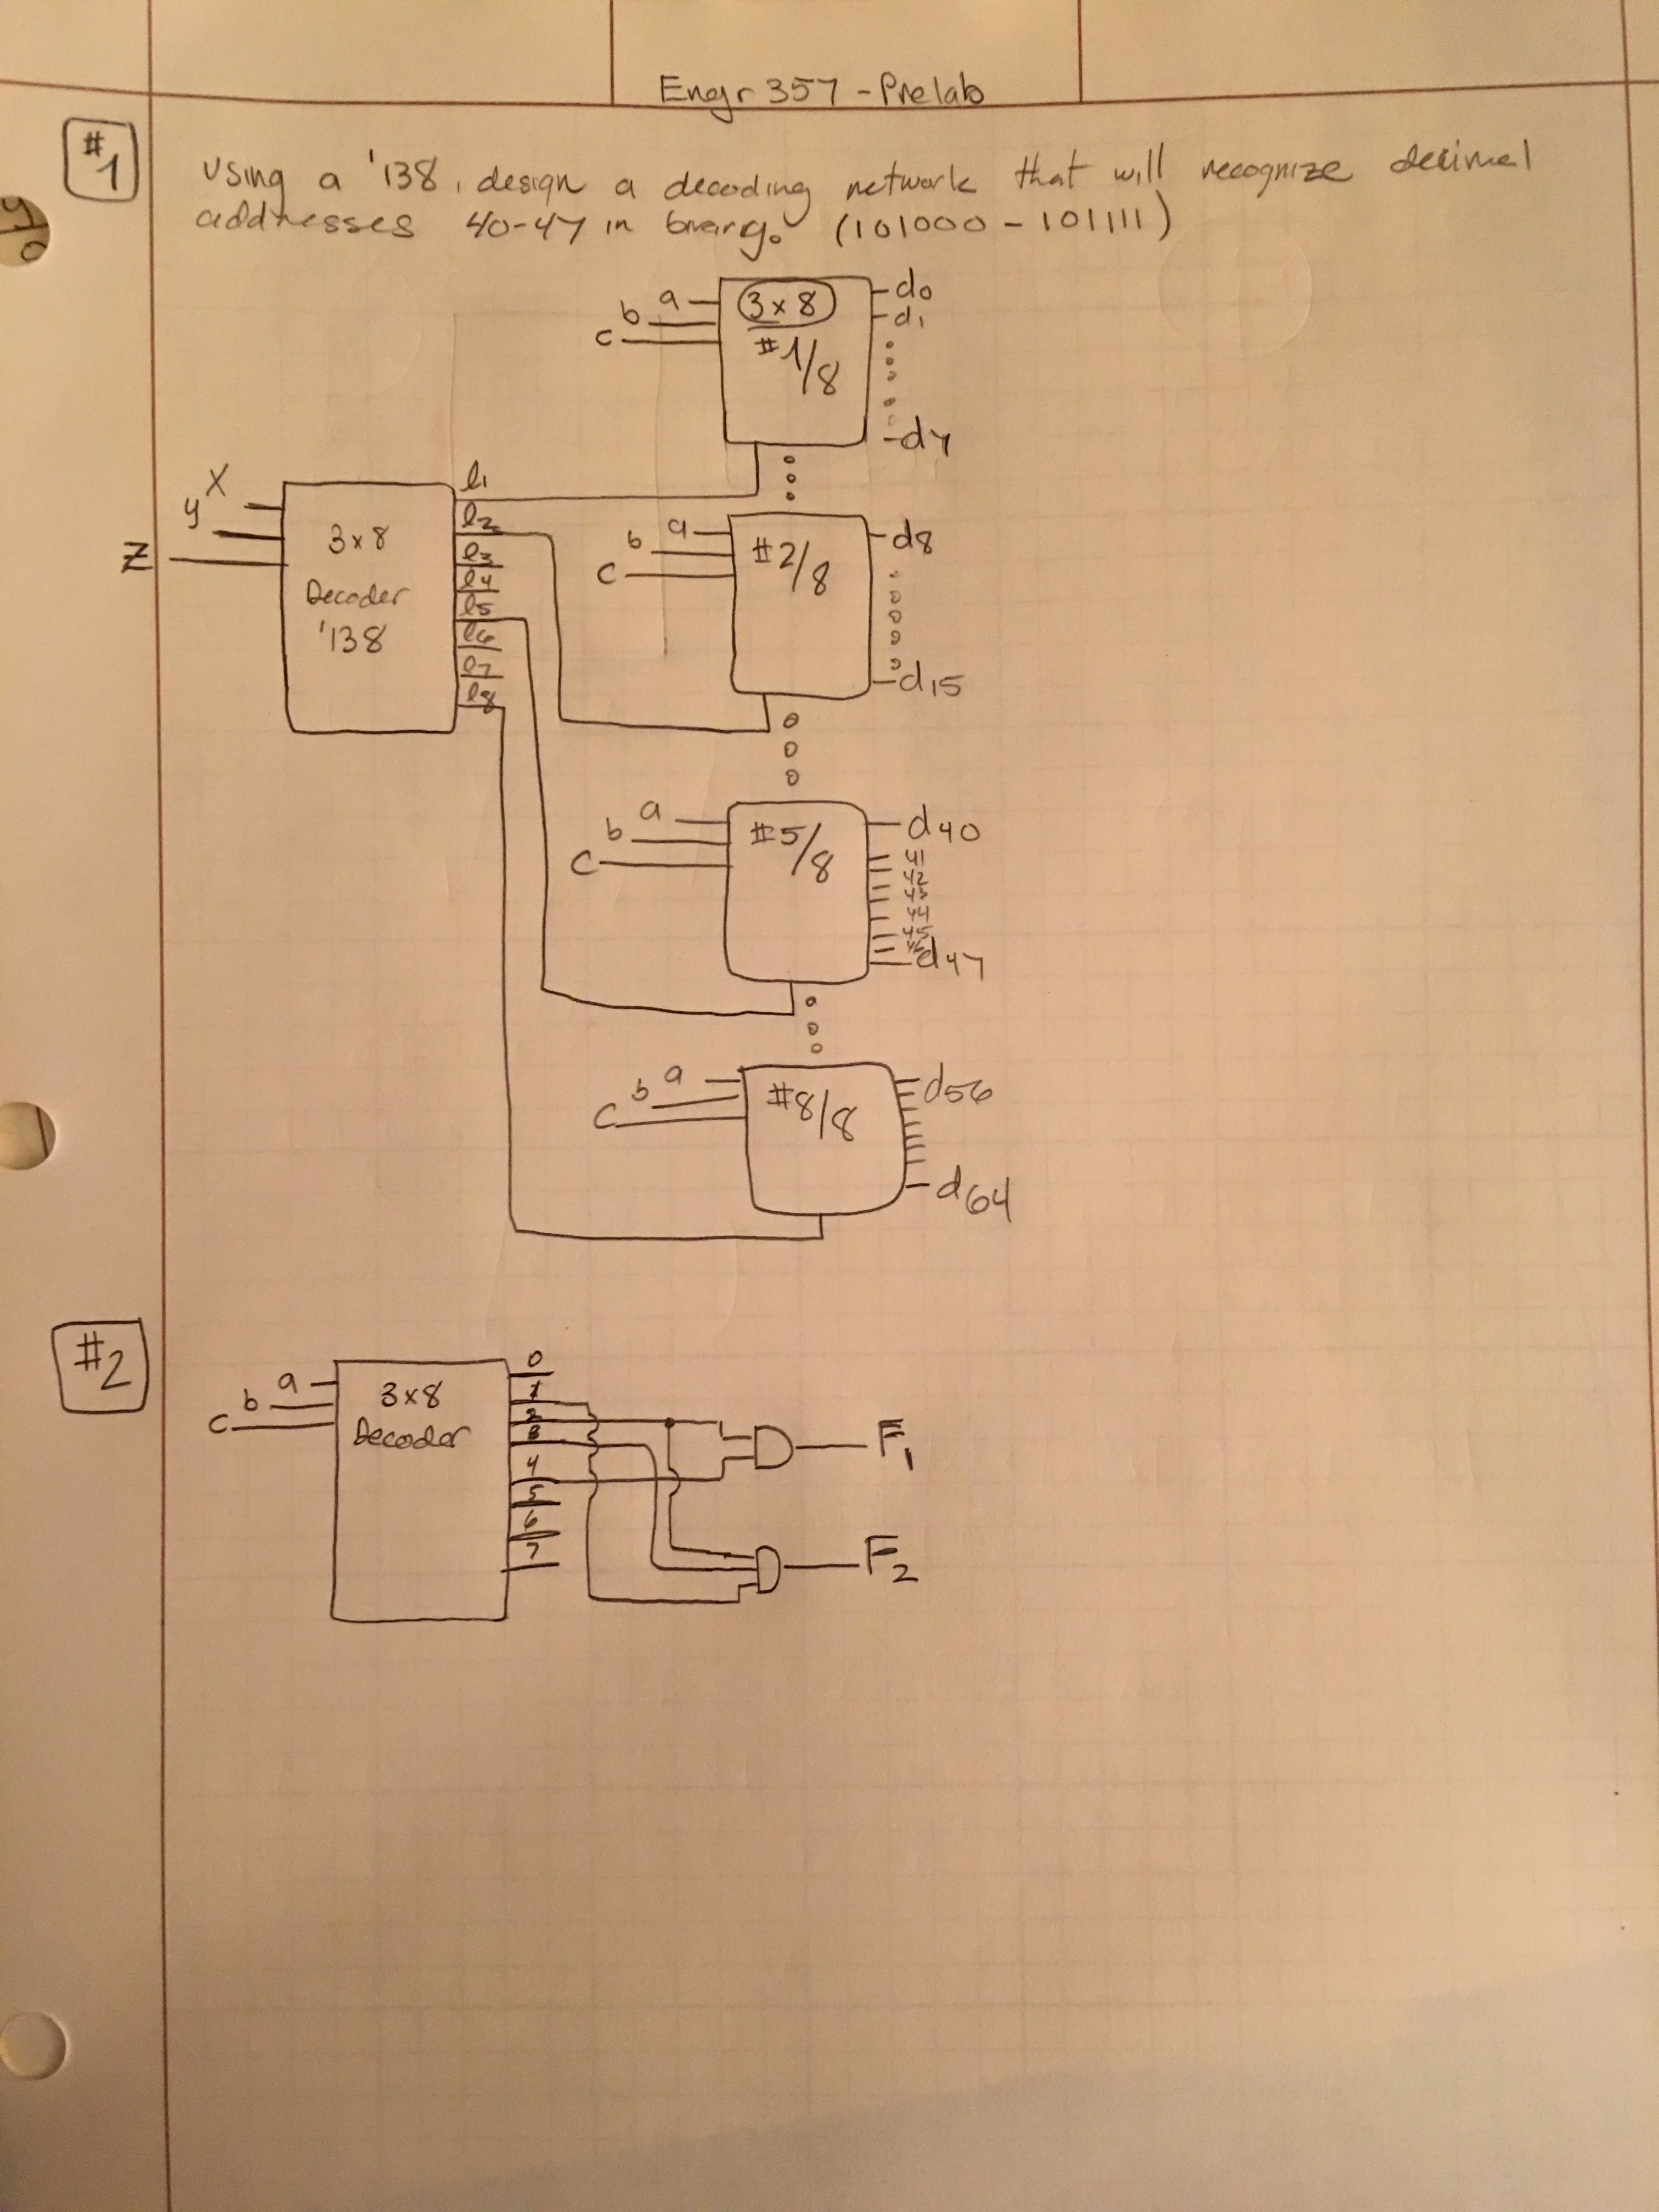 Engr 357 - Prelab
#1
Using a '138, design a decoding network that will recognize decimal
addresses 40-47 in binary. (101000 - 101111)
a
b
c
3x8
#1/8
d0
d1
d7
x
y
z
3x8
Decoder
'138
l1
l2
l3
l4
l5
l6
l7
l8
a
b
c
#2/8
d8
d15
a
b
c
#5/8
d40
41
42
43
44
45
46
d47
a
b
c
#8/8
d56
d64
#2
a
b
c
3x8
Decoder
0
1
2
3
4
5
6
7
F1
F2